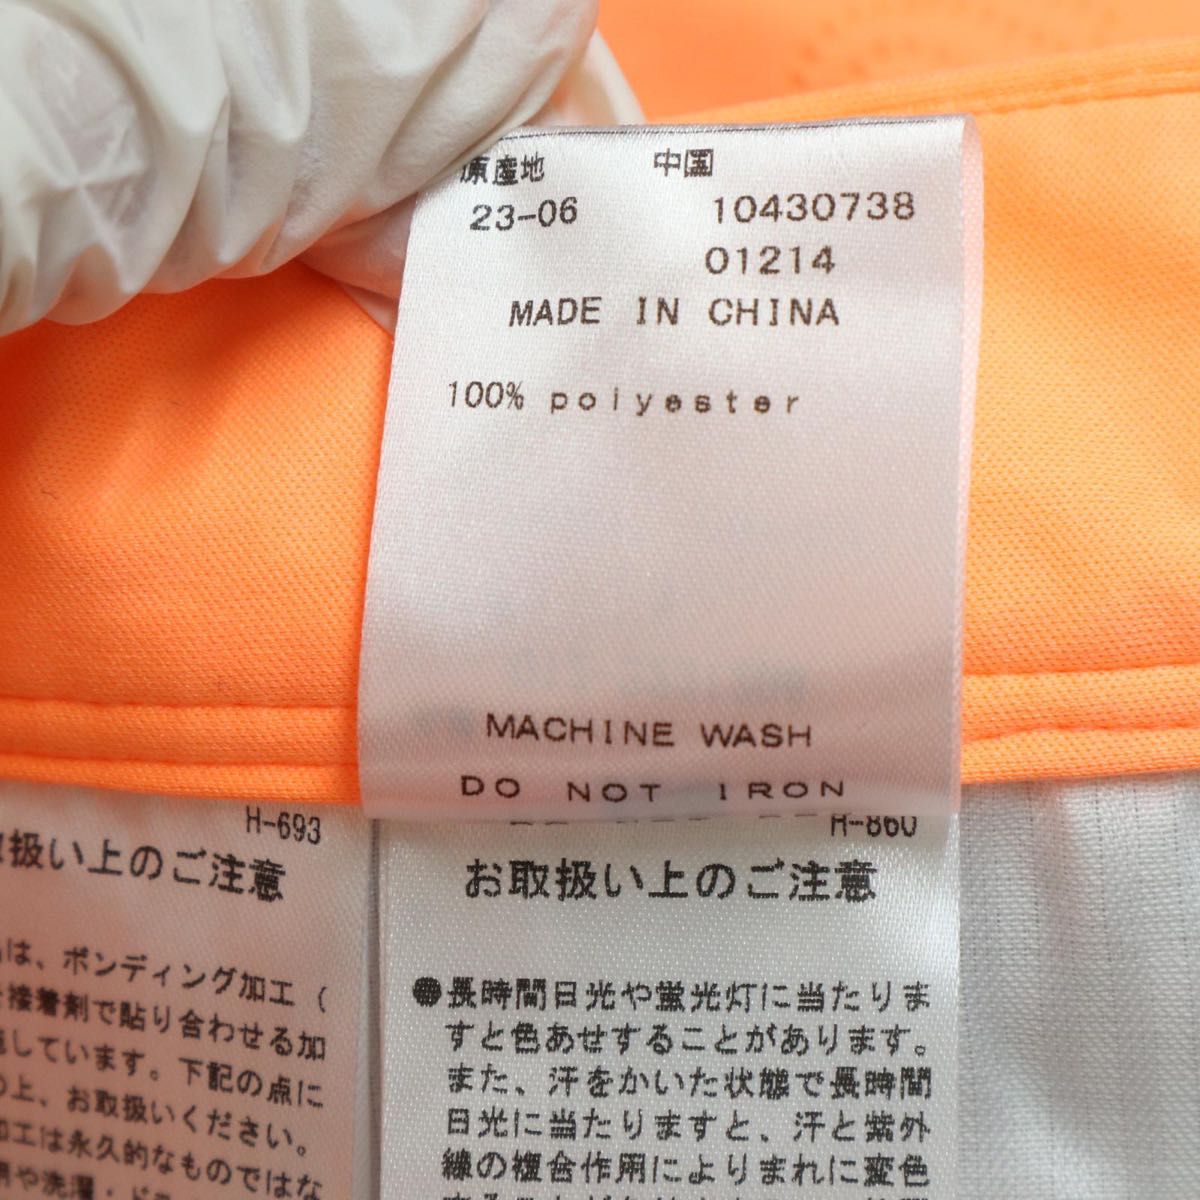 原産地 中国
23-06 10430738
01214
MADE IN CHINA
100% polyester
MACHINE WASH
DO NOT IRON
H-693
扱い上のご注意
は、ボンディング加工（
接着剤で貼り合わせる加
しています。下記の点に
上、お取扱いください。
加工は永久的なものではな
や洗濯・ド
H-860
お取扱い上のご注意
●長時間日光や蛍光灯に当たりま
すと色あせすることがあります。
また、汗をかいた状態で長時間
日光に当たりますと、汗と紫外
線の複合作用によりまれに変色